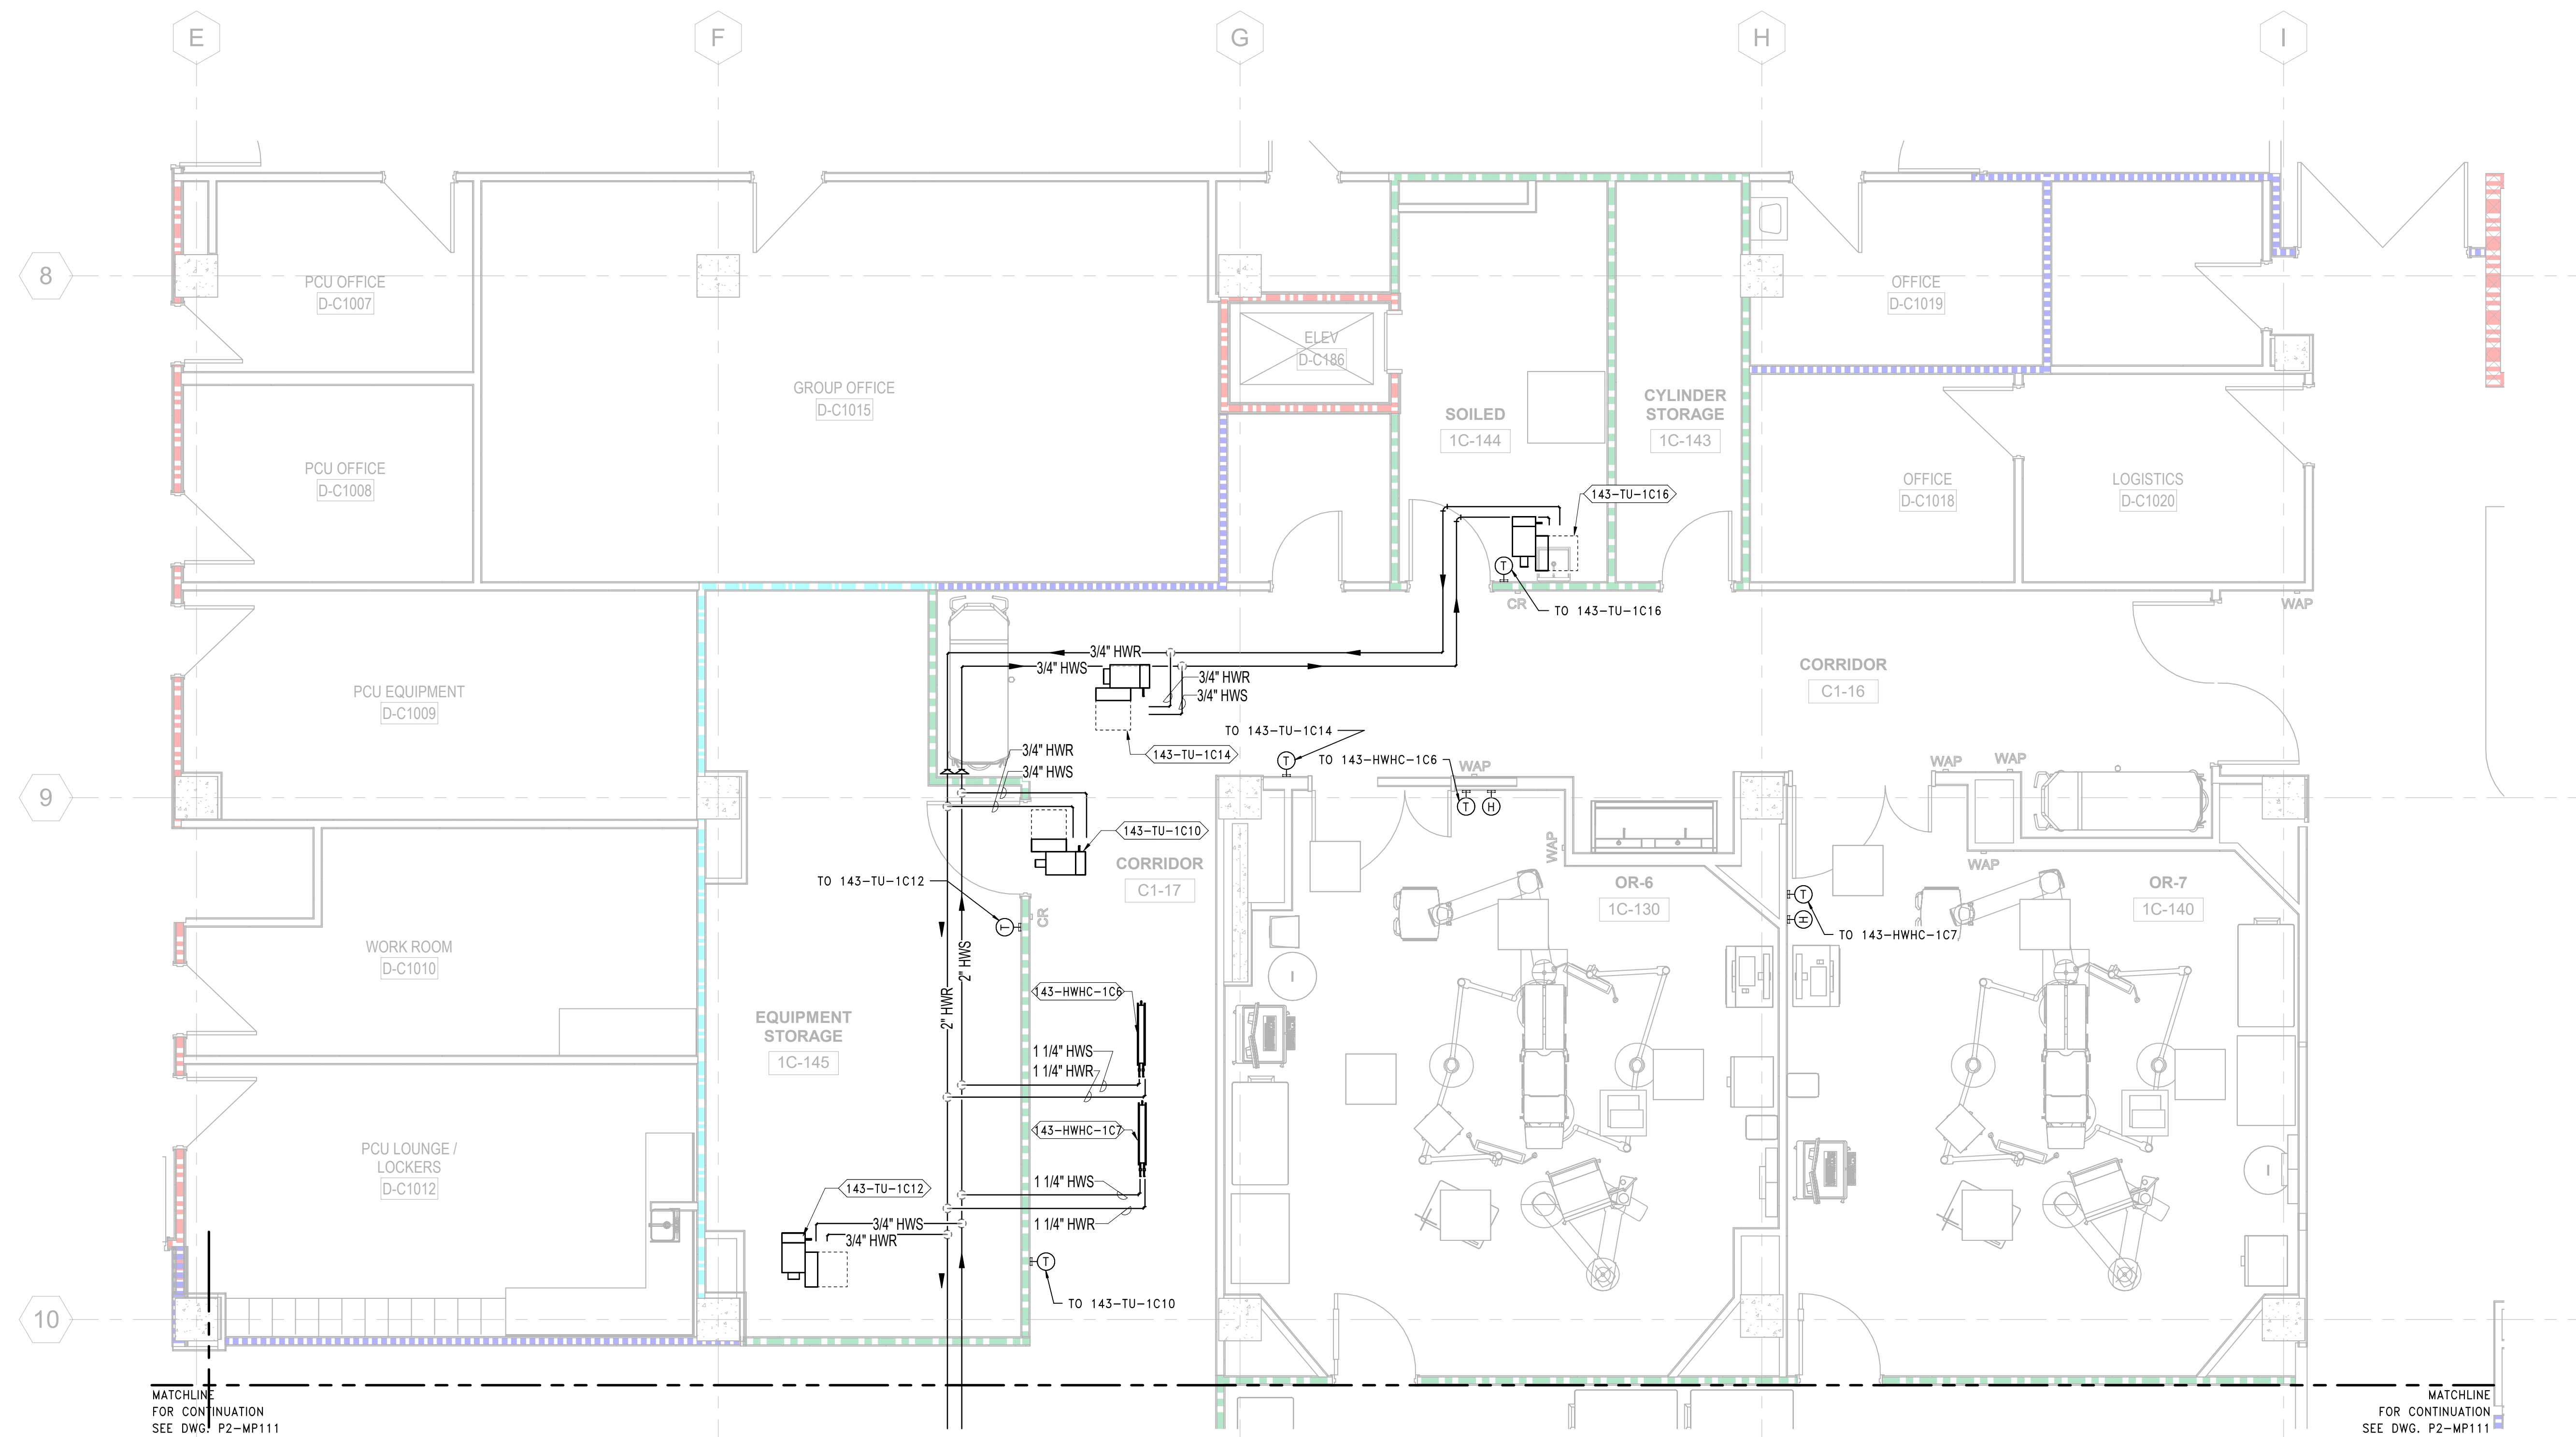 E
F
G
H
I
8
PCU OFFICE
D-C1007
OFFICE
D-C1019
ELEV
D-C186
GROUP OFFICE
D-C1015
CYLINDER
STORAGE
1C-143
SOILED
1C-144
PCU OFFICE
D-C1008
OFFICE
D-C1018
LOGISTICS
D-C1020
143-TU-1C16
T
CR
TO 143-TU-1C16
WAP
3/4" HWR
3/4" HWS
3/4" HWR
3/4" HWS
CORRIDOR
C1-16
PCU EQUIPMENT
D-C1009
TO 143-TU-1C14
143-TU-1C14
3/4" HWR
3/4" HWS
T
TO 143-HWHC-1C6
WAP
WAP
WAP
9
T
H
143-TU-1C10
WAP
WAP
CORRIDOR
C1-17
TO 143-TU-1C12
OR-6
1C-130
OR-7
1C-140
T
H
TO 143-HWHC-1C7
CR
T
WORK ROOM
D-C1010
2" HWR
2" HWS
143-HWHC-1C6
EQUIPMENT
STORAGE
1C-145
1 1/4" HWS
1 1/4" HWR
143-HWHC-1C7
PCU LOUNGE /
LOCKERS
D-C1012
143-TU-1C12
1 1/4" HWS
1 1/4" HWR
3/4" HWS
3/4" HWR
T
TO 143-TU-1C10
10
MATCHLINE
FOR CONTINUATION
SEE DWG. P2-MP111
MATCHLINE
FOR CONTINUATION
SEE DWG. P2-MP111